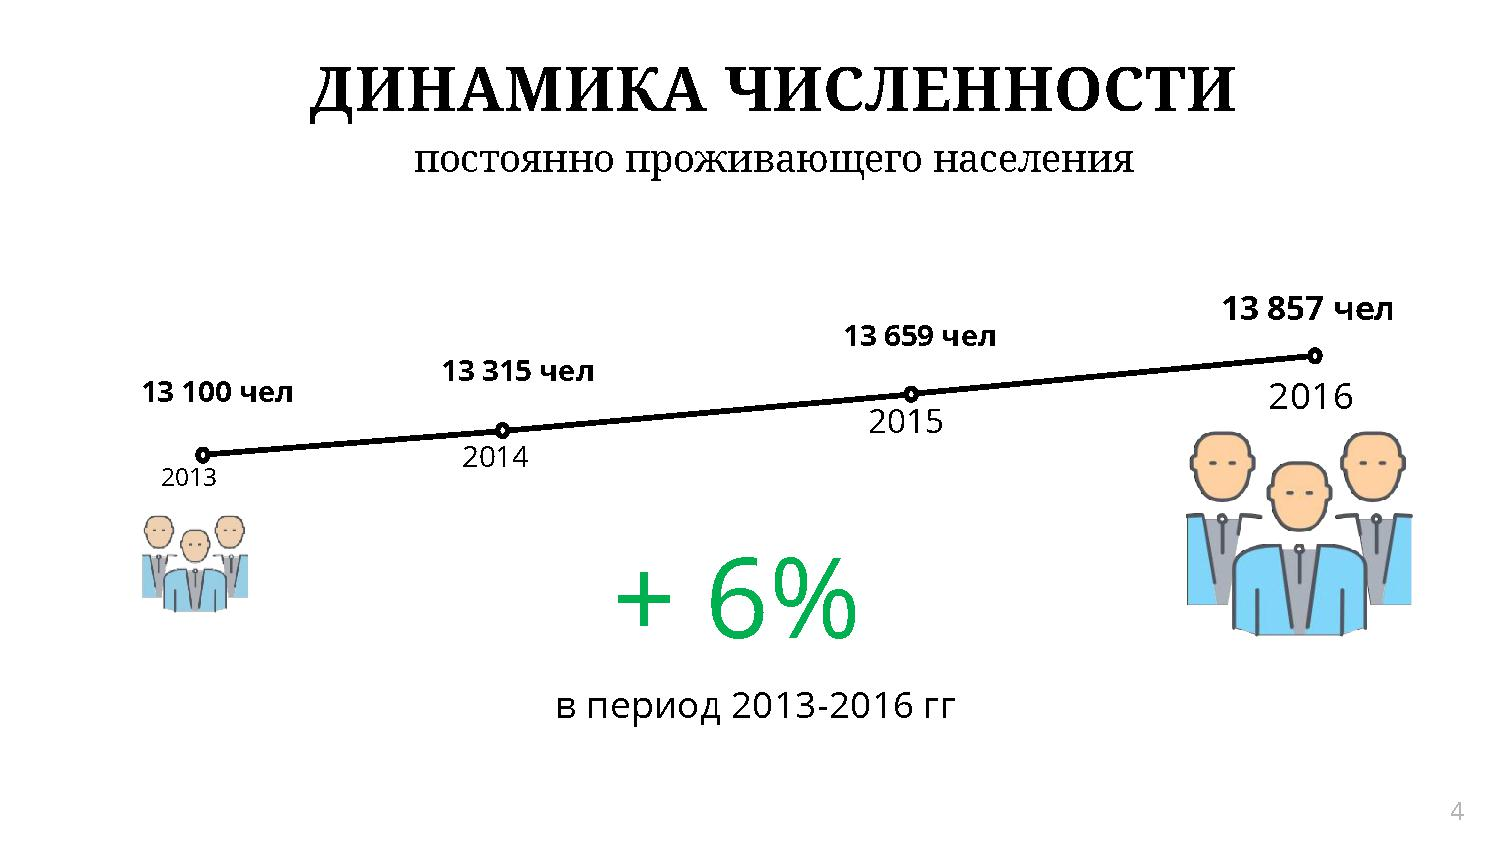 ДИНАМИКА ЧИСЛЕННОСТИ
постоянно проживающего населения
13 857 чел
13 659 чел
13 315 чел
13 100 чел
2016
2015
2014
2013
+ 6%
в период 2013-2016 гг
4